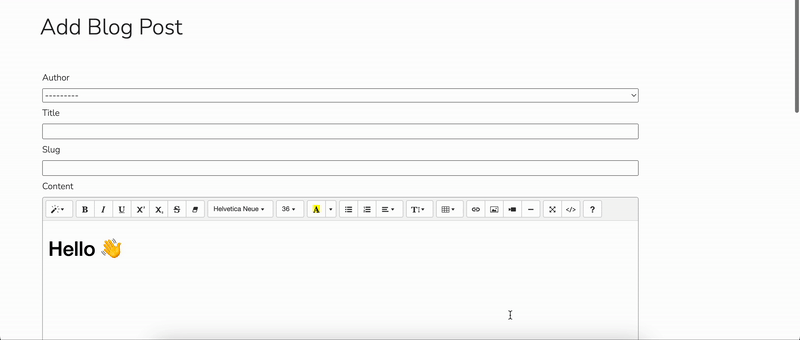 Add Blog Post
Author
---------
Title
Slug
Content
B I U X' X, S Helvetica Neue 36 A T </> ?
Hello 👋